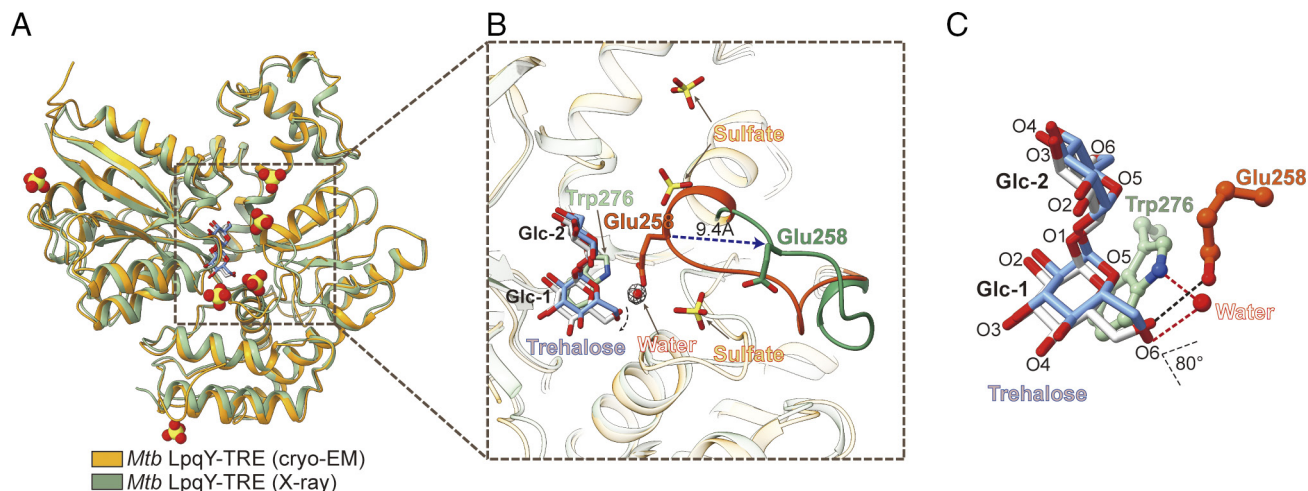 A
Mtb LpqY-TRE (cryo-EM)
Mtb LpqY-TRE (X-ray)
B
Sulfate
Trp276
Glu258
9.4A
Glu258
Glc-2
Glc-1
Trehalose
Water
Sulfate
C
O4
O3
O6
Glc-2
O5
O2
Trp276
Glu258
O1
O5
O2
Glc-1
O3
Water
O4
O6
80°
Trehalose